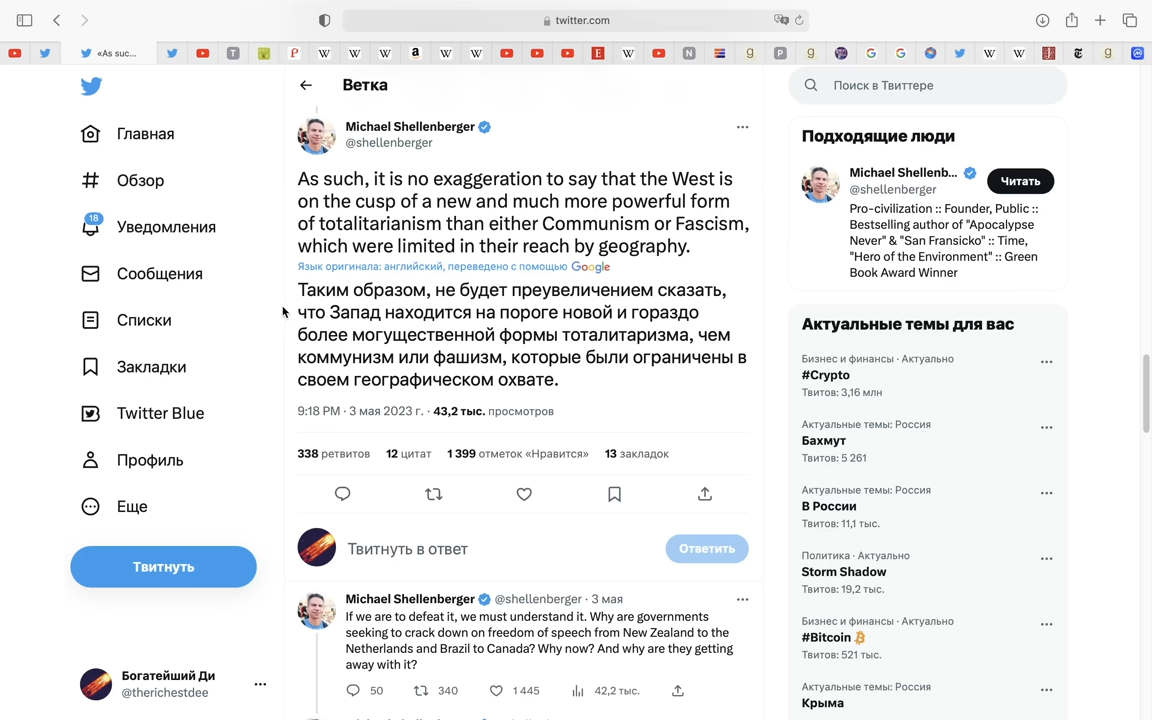 twitter.com
«As suc...
Главная
Обзор
18
Уведомления
Сообщения
Списки
Закладки
Twitter Blue
Профиль
Еще
Твитнуть
Богатейший Ди
@therichestdee
Ветка
Michael Shellenberger
@shellenberger
As such, it is no exaggeration to say that the West is
on the cusp of a new and much more powerful form
of totalitarianism than either Communism or Fascism,
which were limited in their reach by geography.
Язык оригинала: английский, переведено с помощью Google
Таким образом, не будет преувеличением сказать,
что Запад находится на пороге новой и гораздо
более могущественной формы тоталитаризма, чем
коммунизм или фашизм, которые были ограничены в
своем географическом охвате.
9:18 PM · 3 мая 2023 г. · 43,2 тыс. просмотров
338 ретвитов 12 цитат 1 399 отметок «Нравится» 13 закладок
Твитнуть в ответ
Ответить
Michael Shellenberger @shellenberger · 3 мая
If we are to defeat it, we must understand it. Why are governments
seeking to crack down on freedom of speech from New Zealand to the
Netherlands and Brazil to Canada? Why now? And why are they getting
away with it?
50 340 1 445 42,2 тыс.
Поиск в Твиттере
Подходящие люди
Michael Shellenb...
@shellenberger
Читать
Pro-civilization :: Founder, Public ::
Bestselling author of "Apocalypse
Never" & "San Fransicko" :: Time,
"Hero of the Environment" :: Green
Book Award Winner
Актуальные темы для вас
Бизнес и финансы · Актуально
#Crypto
Твитов: 3,16 млн
Актуальные темы: Россия
Бахмут
Твитов: 5 261
Актуальные темы: Россия
В России
Твитов: 11,1 тыс.
Политика · Актуально
Storm Shadow
Твитов: 19,2 тыс.
Бизнес и финансы · Актуально
#Bitcoin
Твитов: 521 тыс.
Актуальные темы: Россия
Крыма